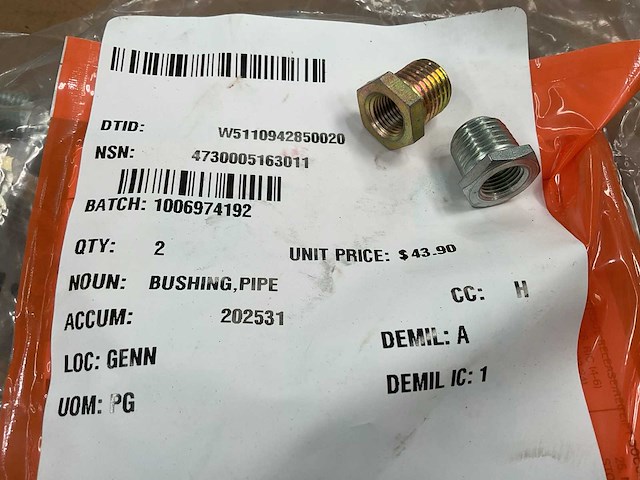 DTID: W5110942850020
NSN: 4730005163011
BATCH: 1006974192
QTY: 2 UNIT PRICE: $ 43.90
NOUN: BUSHING,PIPE
CC: H
ACCUM: 202531
DEMIL: A
LOC: GENN
DEMIL IC: 1
UOM: PG